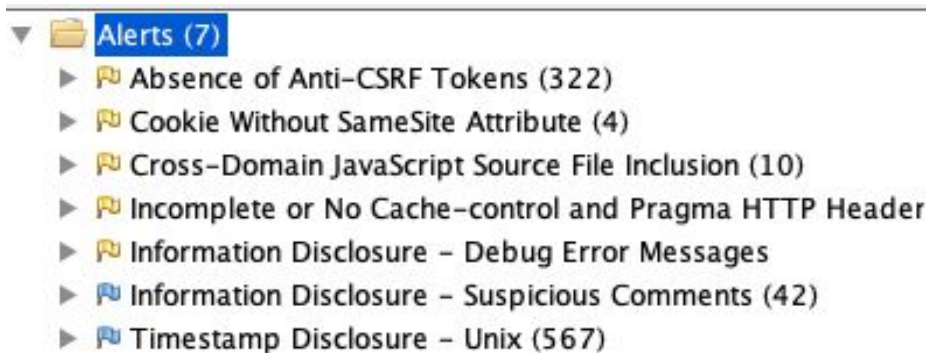 Alerts (7)
Absence of Anti-CSRF Tokens (322)
Cookie Without SameSite Attribute (4)
Cross-Domain JavaScript Source File Inclusion (10)
Incomplete or No Cache-control and Pragma HTTP Header
Information Disclosure – Debug Error Messages
Information Disclosure – Suspicious Comments (42)
Timestamp Disclosure – Unix (567)